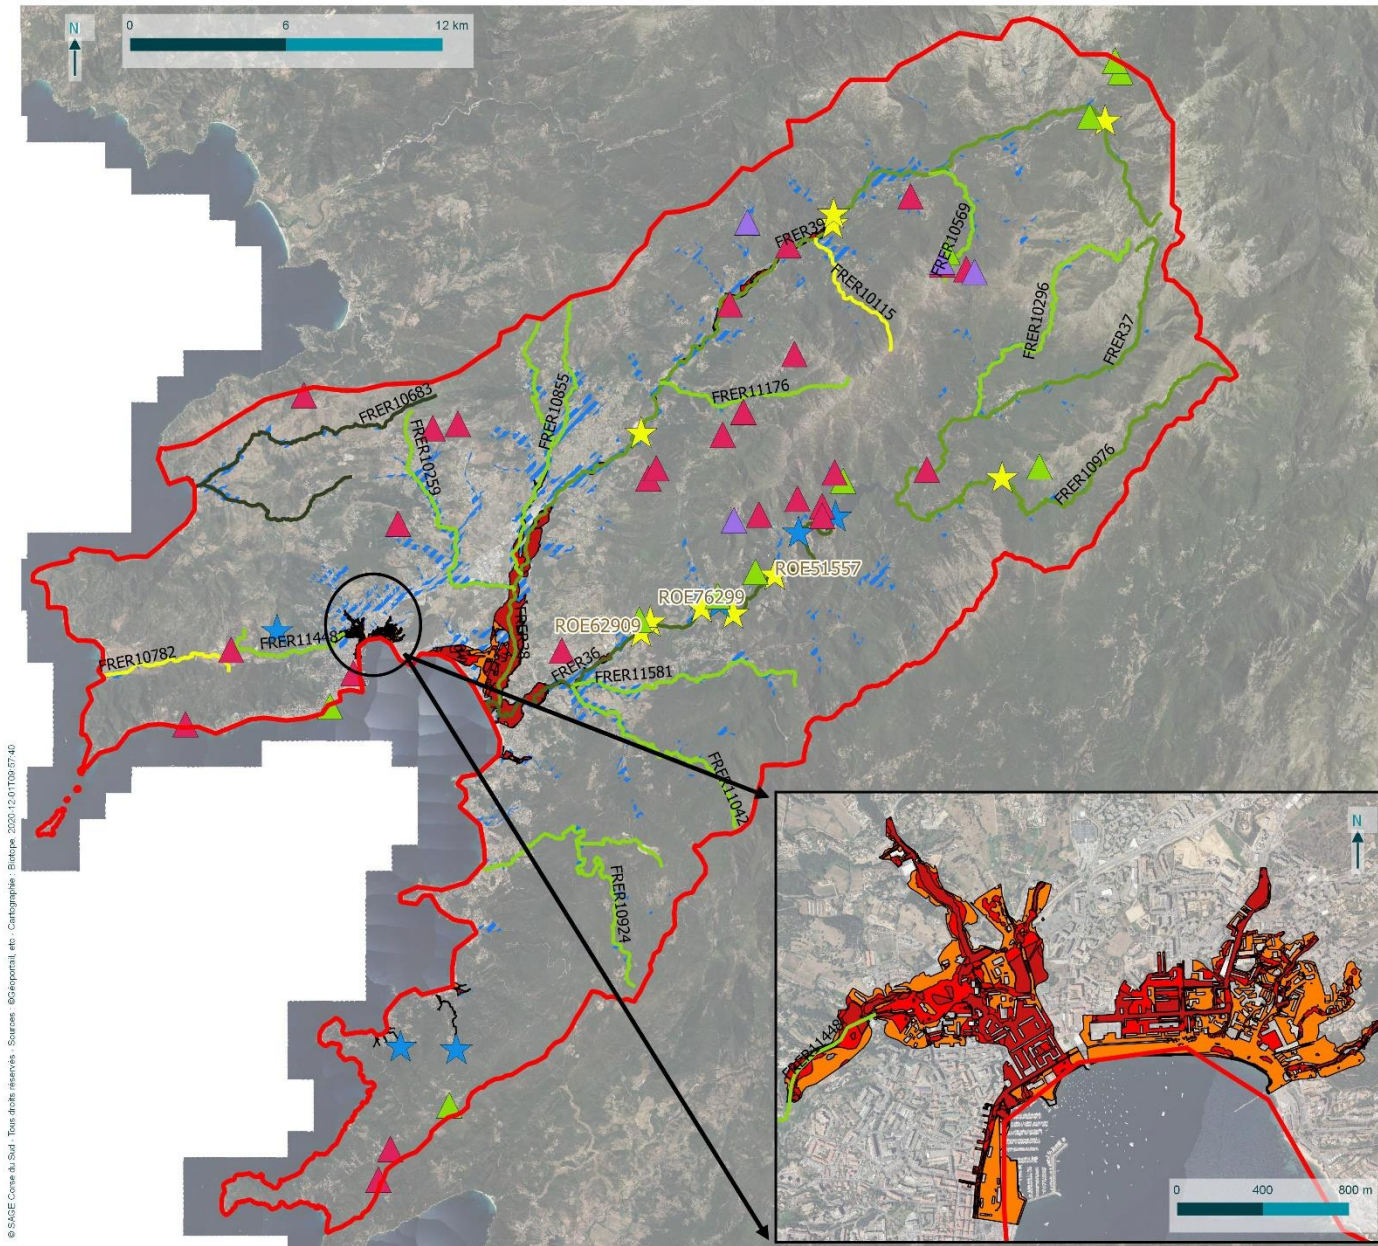 N
0 6 12 km
FRER39
FRER10569
FRER10115
FRER10296
FRER37
FRER11176
FRER10855
FRER10683
FRER10259
FRER10976
ROE51557
ROE76299
ROE62909
FRER38
FRER36
FRER11448
FRER10782
FRER11581
FRER11042
FRER10924
N
FRER11448
0 400 800 m
© SAGE Corse du Sud - Tous droits réservés - Sources : ©Géoportail, etc - Cartographie : Biotope, 2020-12-01T09:57:40